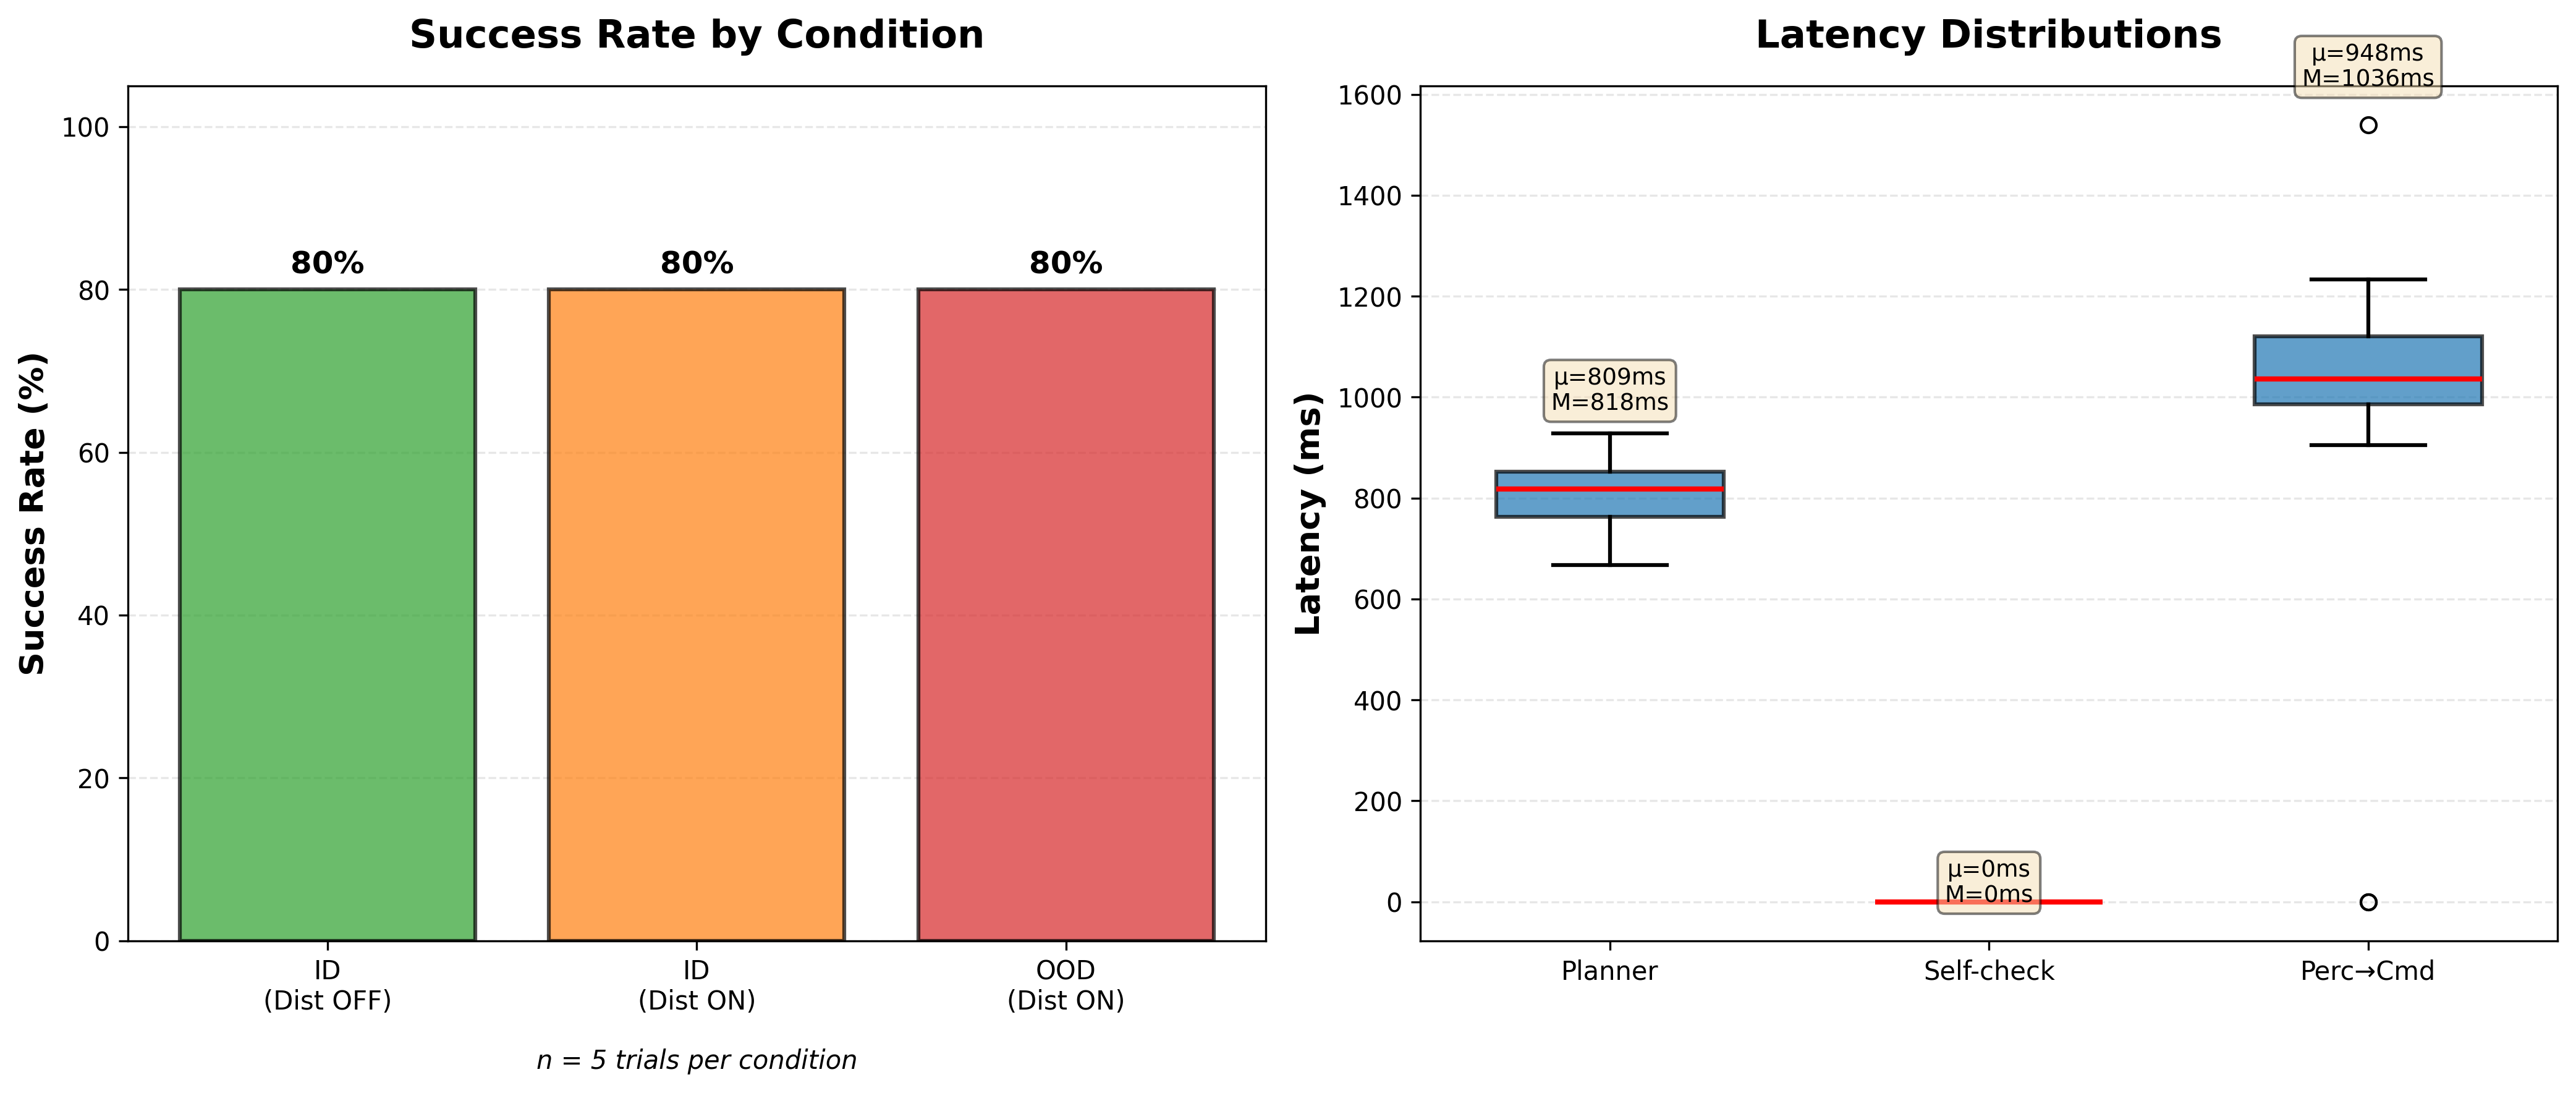 Success Rate by Condition
Success Rate (%)
100
80
60
40
20
0
80%
80%
80%
ID
(Dist OFF)
ID
(Dist ON)
OOD
(Dist ON)
n = 5 trials per condition
Latency Distributions
Latency (ms)
1600
1400
1200
1000
800
600
400
200
0
μ=809ms
M=818ms
μ=0ms
M=0ms
μ=948ms
M=1036ms
Planner
Self-check
Perc→Cmd